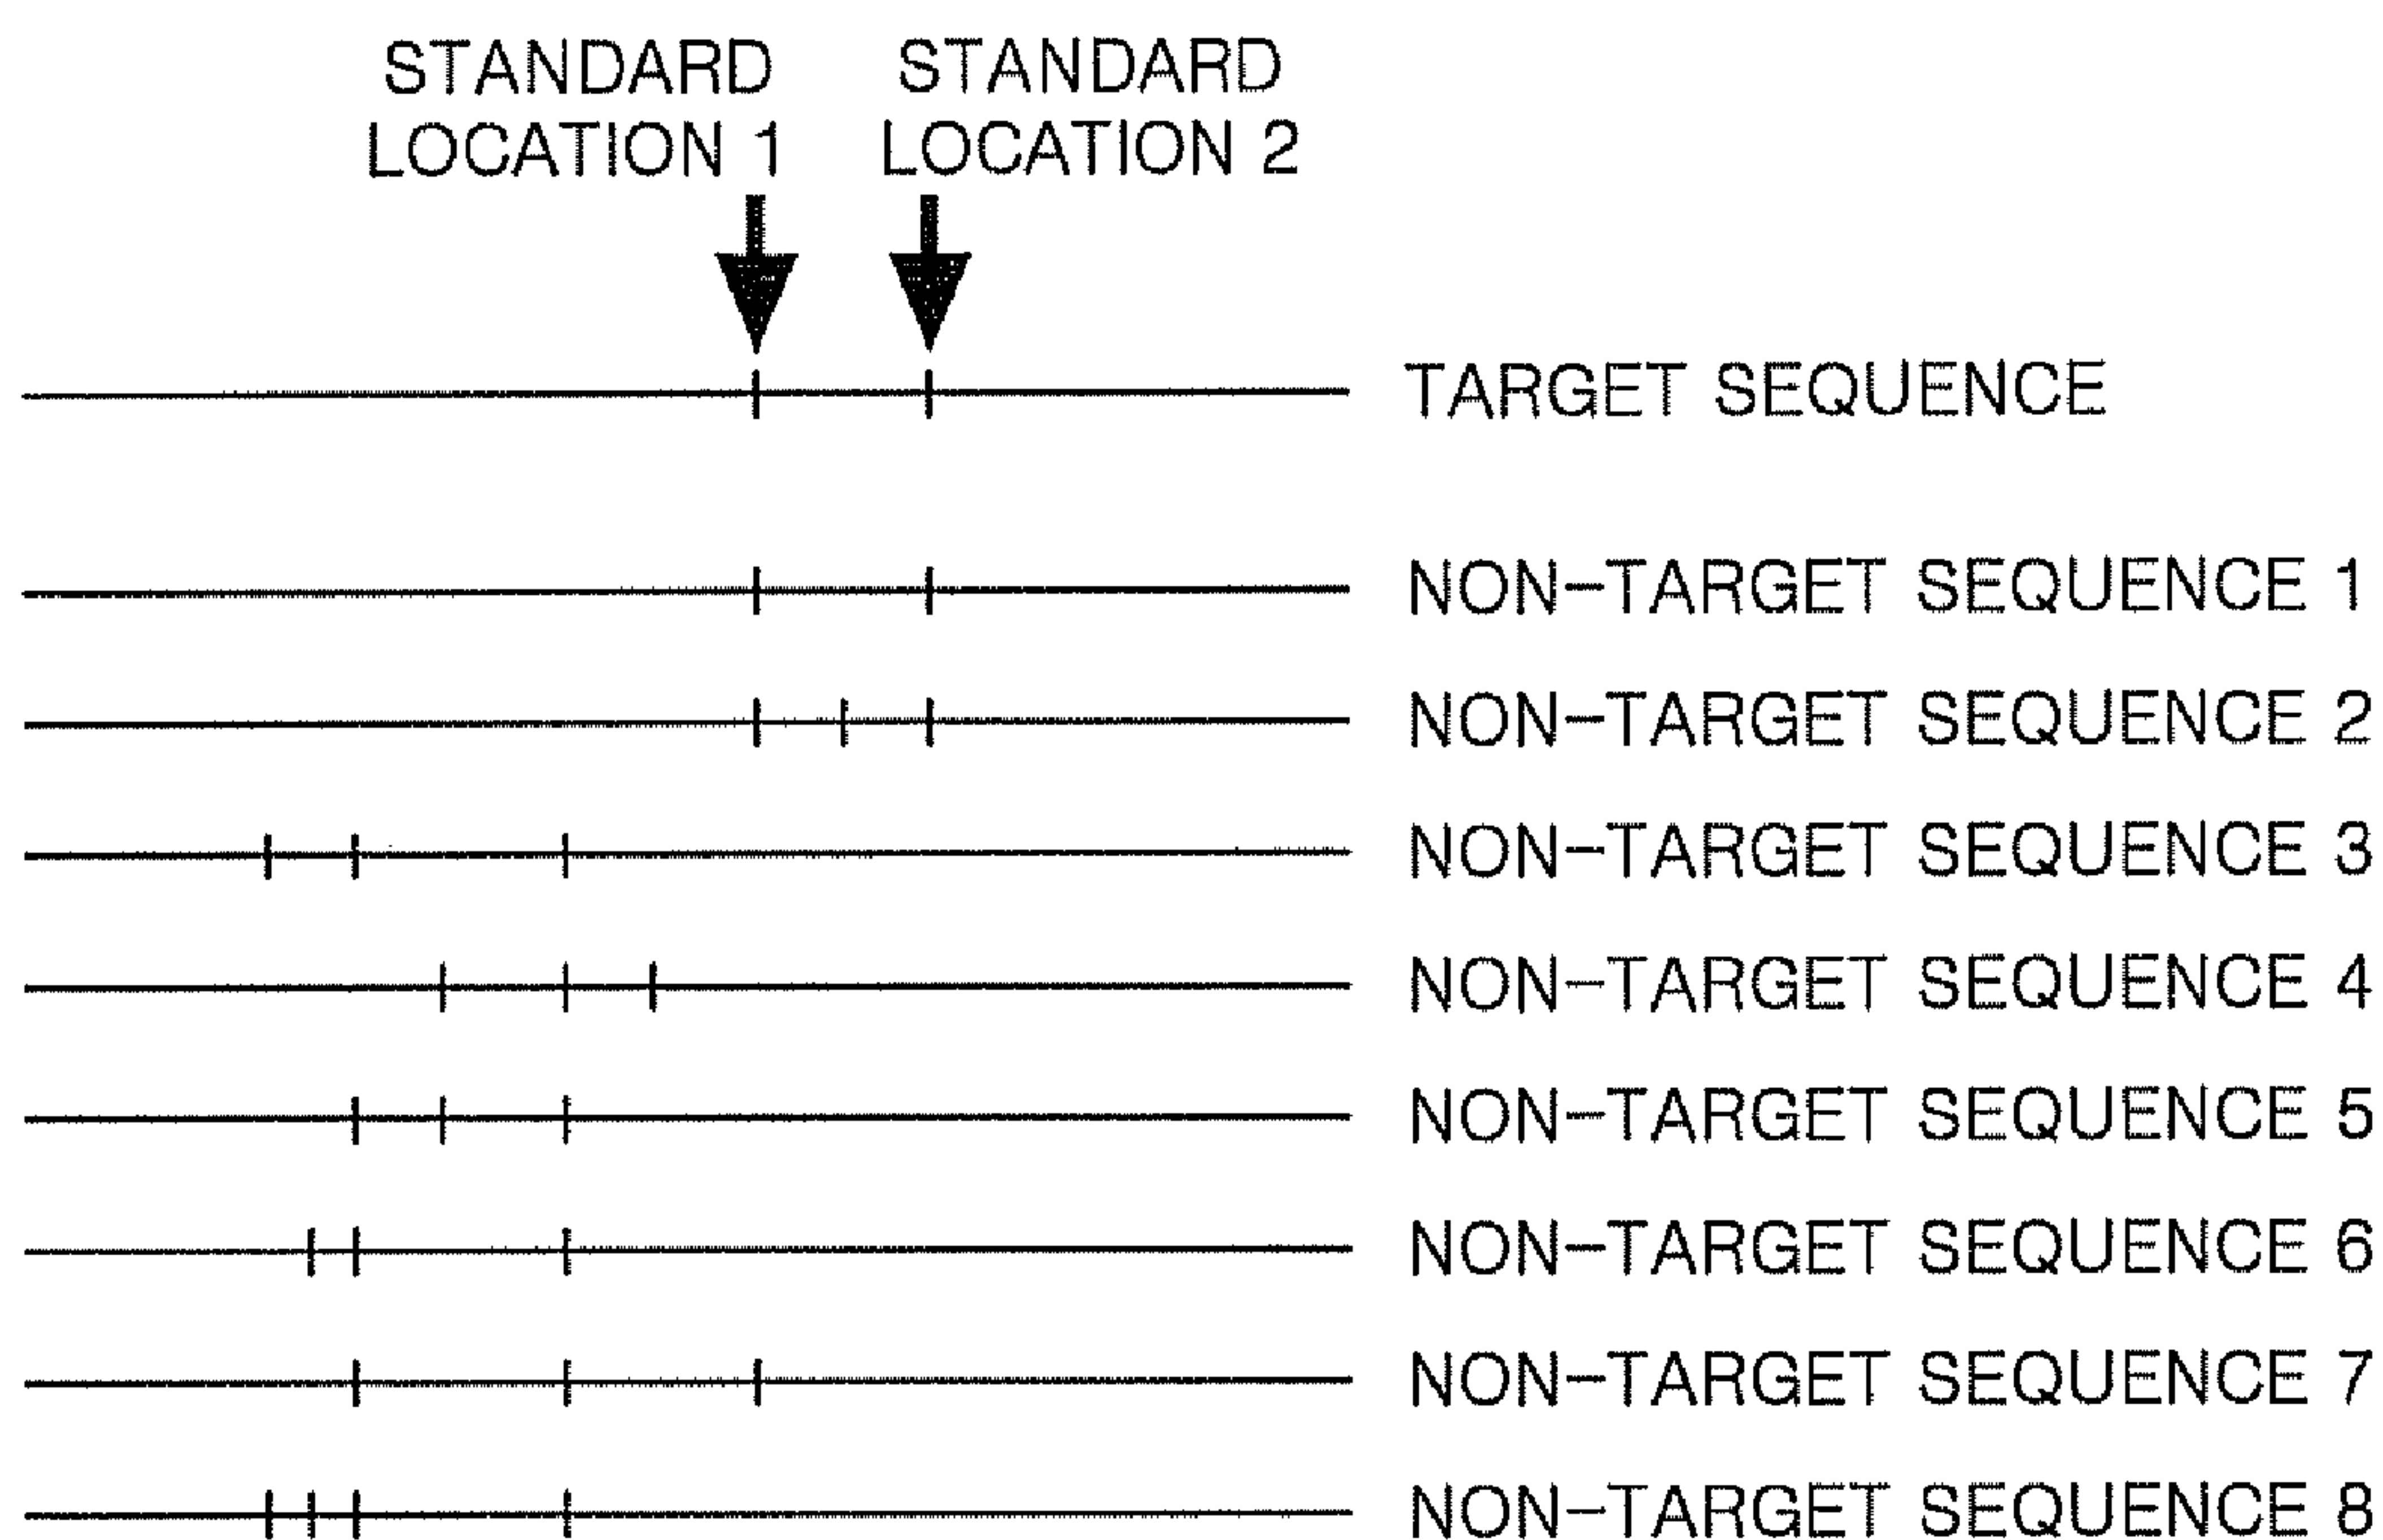 STANDARD
LOCATION 1
STANDARD
LOCATION 2
TARGET SEQUENCE
NON-TARGET SEQUENCE 1
NON-TARGET SEQUENCE 2
NON-TARGET SEQUENCE 3
NON-TARGET SEQUENCE 4
NON-TARGET SEQUENCE 5
NON-TARGET SEQUENCE 6
NON-TARGET SEQUENCE 7
NON-TARGET SEQUENCE 8